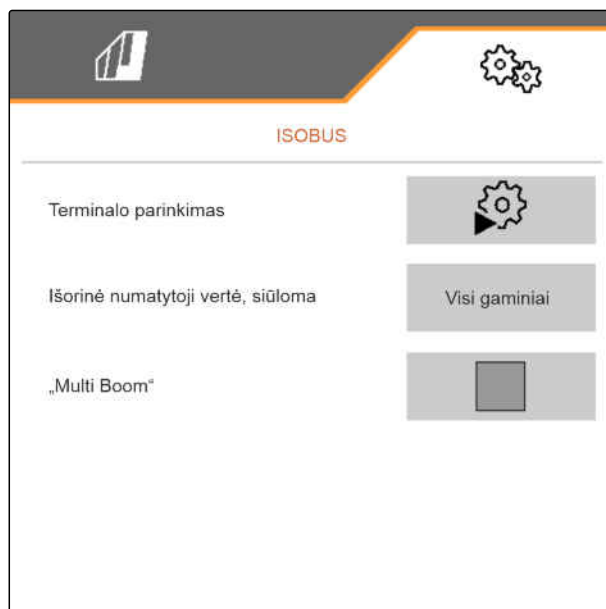 ISOBUS
Terminalo parinkimas
Išorinė numatytoji vertė, siūloma
Visi gaminiai
„Multi Boom“